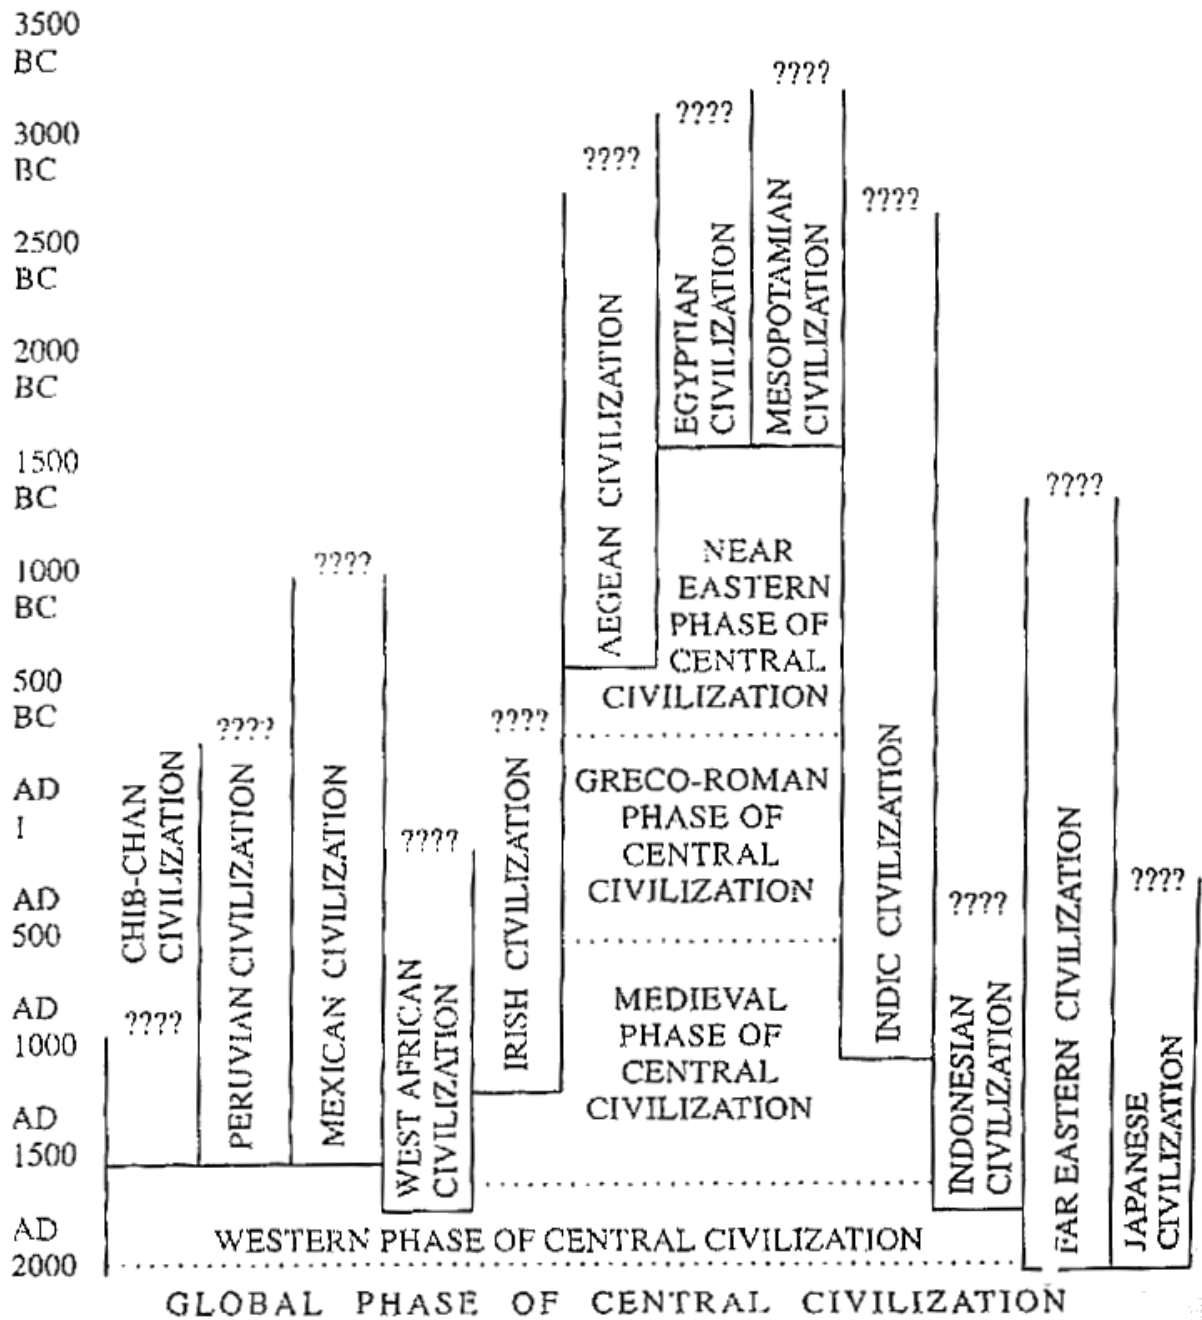 3500
BC
3000
BC
2500
BC
2000
BC
1500
BC
1000
BC
500
BC
AD
I
AD
500
AD
1000
AD
1500
AD
2000
????
CHIB-CHAN
CIVILIZATION
????
PERUVIAN CIVILIZATION
????
MEXICAN CIVILIZATION
????
WEST AFRICAN
CIVILIZATION
????
IRISH CIVILIZATION
????
AEGEAN CIVILIZATION
????
EGYPTIAN
CIVILIZATION
????
MESOPOTAMIAN
CIVILIZATION
NEAR
EASTERN
PHASE OF
CENTRAL
CIVILIZATION
GRECO-ROMAN
PHASE OF
CENTRAL
CIVILIZATION
MEDIEVAL
PHASE OF
CENTRAL
CIVILIZATION
????
INDIC CIVILIZATION
????
INDONESIAN
CIVILIZATION
????
FAR EASTERN CIVILIZATION
????
JAPANESE
CIVILIZATION
WESTERN PHASE OF CENTRAL CIVILIZATION
GLOBAL PHASE OF CENTRAL CIVILIZATION